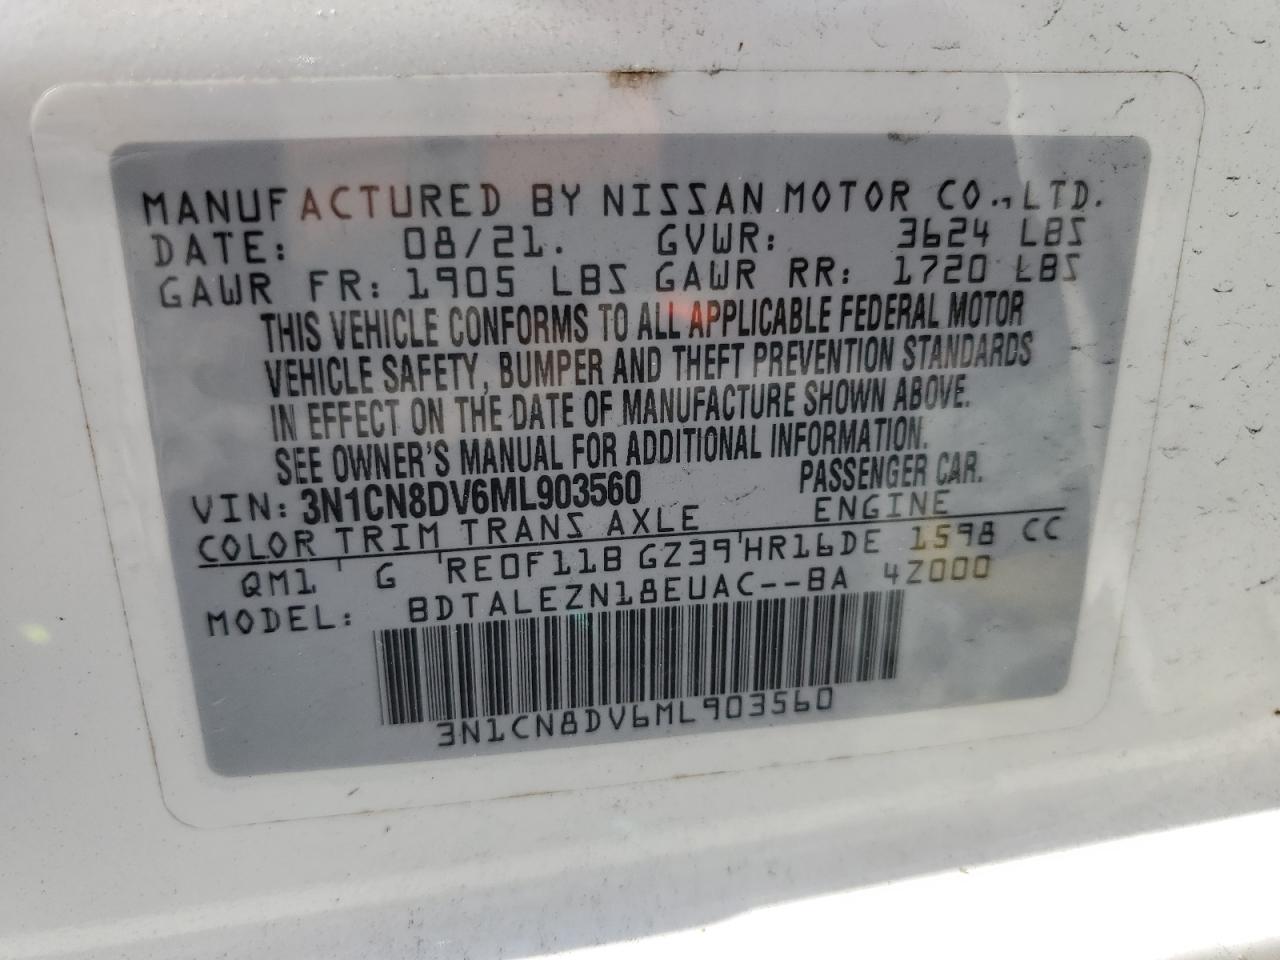 MANUFACTURED BY NISSAN MOTOR CO., LTD.
DATE: 08/21. GVWR: 3624 LBS
GAWR FR: 1905 LBS GAWR RR: 1720 LBS
THIS VEHICLE CONFORMS TO ALL APPLICABLE FEDERAL MOTOR
VEHICLE SAFETY, BUMPER AND THEFT PREVENTION STANDARDS
IN EFFECT ON THE DATE OF MANUFACTURE SHOWN ABOVE.
SEE OWNER'S MANUAL FOR ADDITIONAL INFORMATION.
VIN: 3N1CN8DV6ML903560 PASSENGER CAR.
COLOR TRIM TRANS AXLE ENGINE
QM1 ' G 'RE0F11B GZ39'HR16DE 1598 CC
MODEL: BDTALEZN18EUAC--BA 4Z000
3N1CN8DV6ML903560